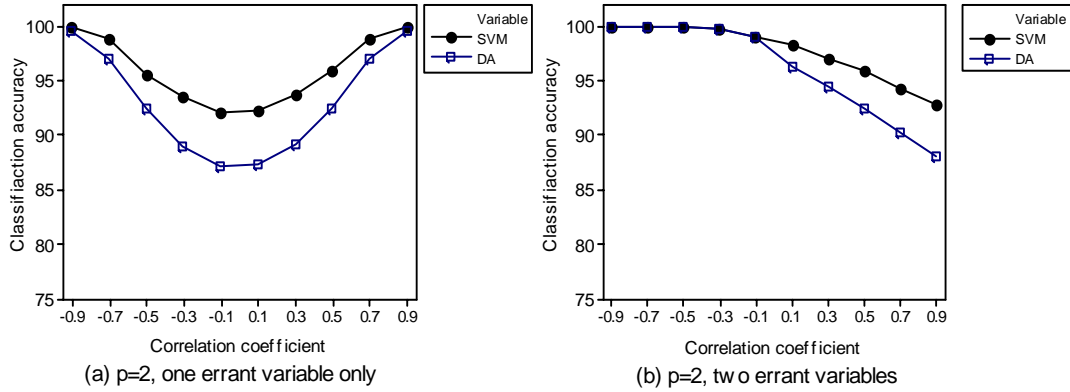 100
95
90
85
80
75
Classifiaction accuracy
-0.9 -0.7 -0.5 -0.3 -0.1 0.1 0.3 0.5 0.7 0.9
Correlation coefficient
Variable
SVM
DA
(a) p=2, one errant variable only
100
95
90
85
80
75
Classifiaction accuracy
-0.9 -0.7 -0.5 -0.3 -0.1 0.1 0.3 0.5 0.7 0.9
Correlation coefficient
Variable
SVM
DA
(b) p=2, two errant variables